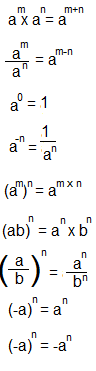 a^m x a^n = a^(m+n)
a^m / a^n = a^(m-n)
a^0 = 1
a^(-n) = 1 / a^n
(a^m)^n = a^(m x n)
(ab)^n = a^n x b^n
(a / b)^n = a^n / b^n
(-a)^n = a^n
(-a)^n = -a^n